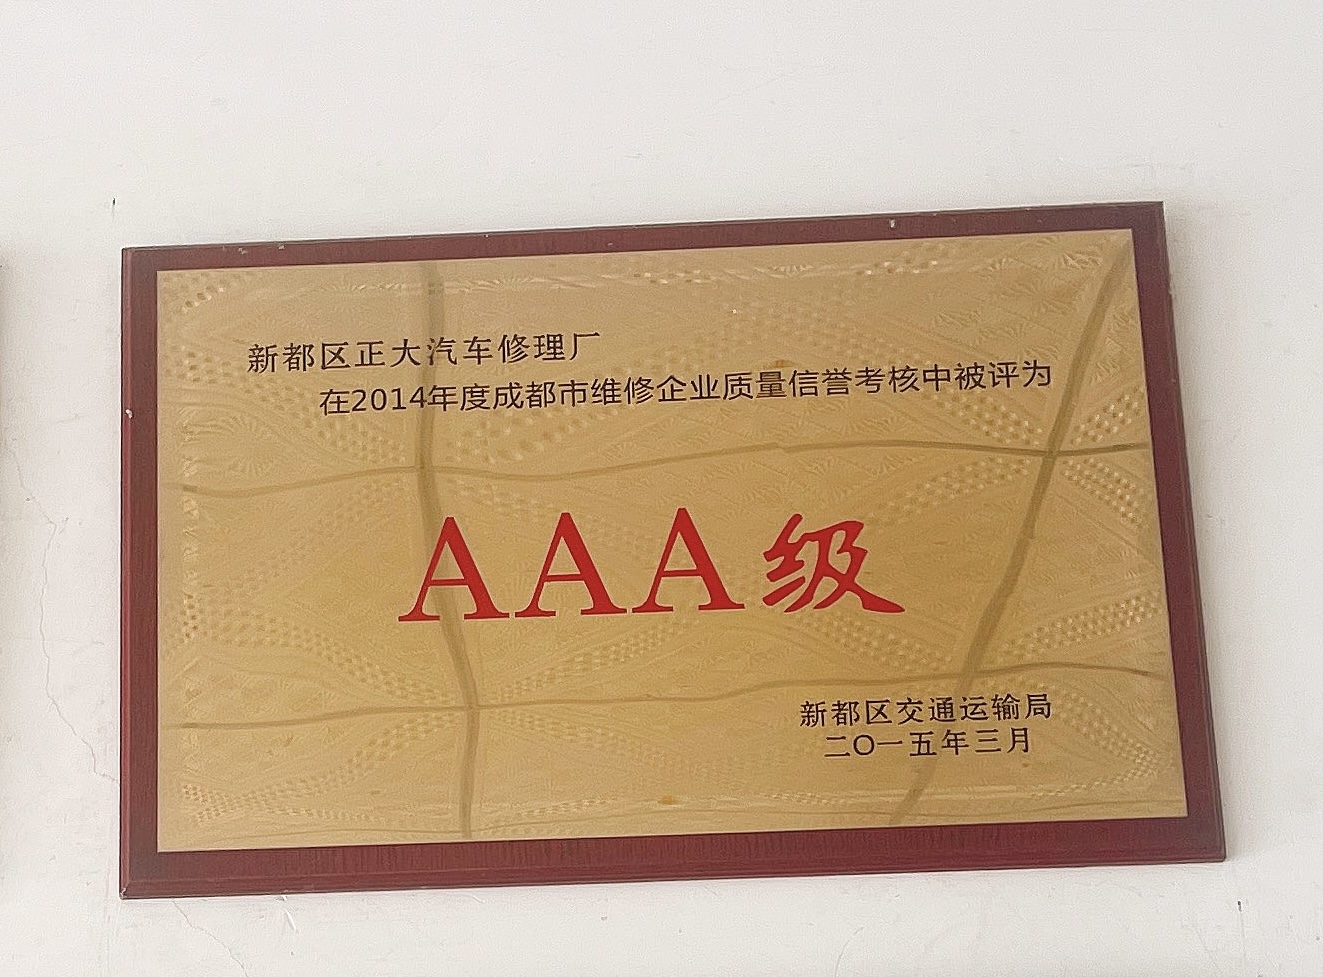 新都区正大汽车修理厂
在2014年度成都市维修企业质量信誉考核中被评为
AAA级
新都区交通运输局
二〇一五年三月